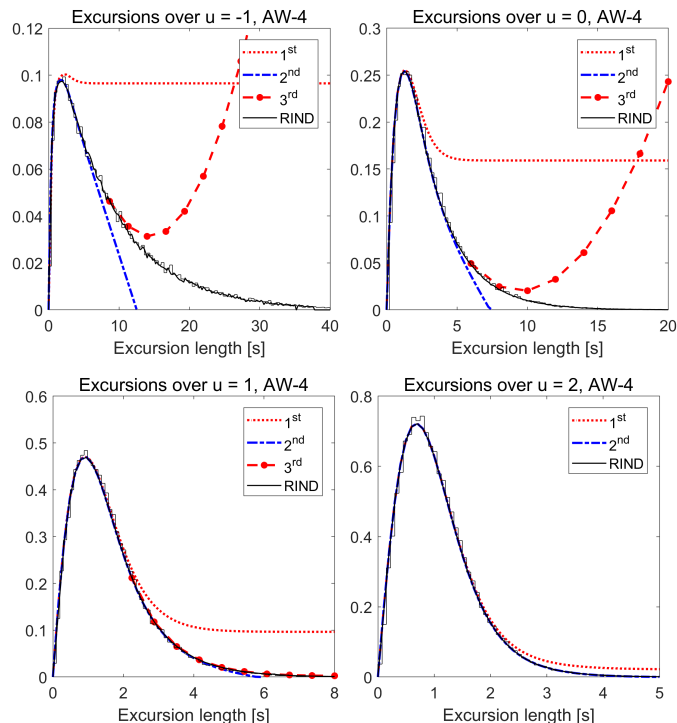 Excursions over u = -1, AW-4
0.12
0.1
0.08
0.06
0.04
0.02
0
0 10 20 30 40
Excursion length [s]
1st
2nd
3rd
RIND
Excursions over u = 0, AW-4
0.3
0.25
0.2
0.15
0.1
0.05
0
0 5 10 15 20
Excursion length [s]
1st
2nd
3rd
RIND
Excursions over u = 1, AW-4
0.6
0.5
0.4
0.3
0.2
0.1
0
0 2 4 6 8
Excursion length [s]
1st
2nd
3rd
RIND
Excursions over u = 2, AW-4
0.8
0.6
0.4
0.2
0
0 1 2 3 4 5
Excursion length [s]
1st
2nd
RIND